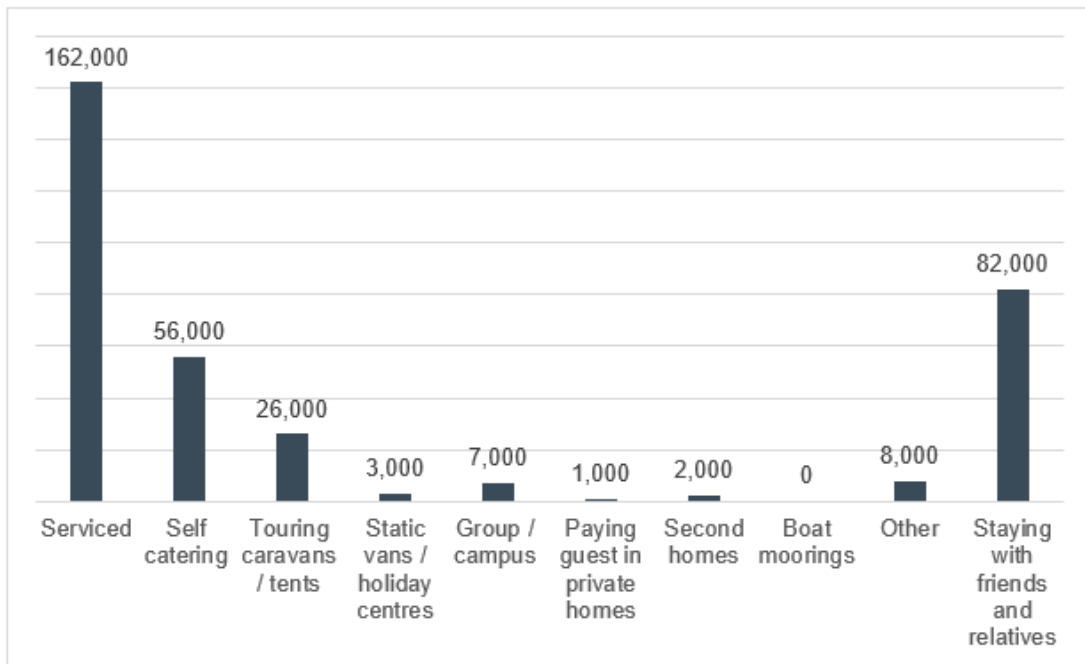 162,000
56,000
26,000
3,000
7,000
1,000
2,000
0
8,000
82,000
Serviced
Self
catering
Touring
caravans
/ tents
Static
vans /
holiday
centres
Group /
campus
Paying
guest in
private
homes
Second
homes
Boat
moorings
Other
Staying
with
friends
and
relatives